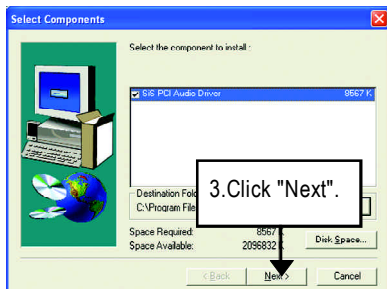 Select Components
Select the component to install :
SiS PCI Audio Driver 8567 K
Destination Fold
C:\Program File
3.Click "Next".
Space Required: 8567 K
Space Available: 2096832 K
Disk Space...
< Back Next > Cancel